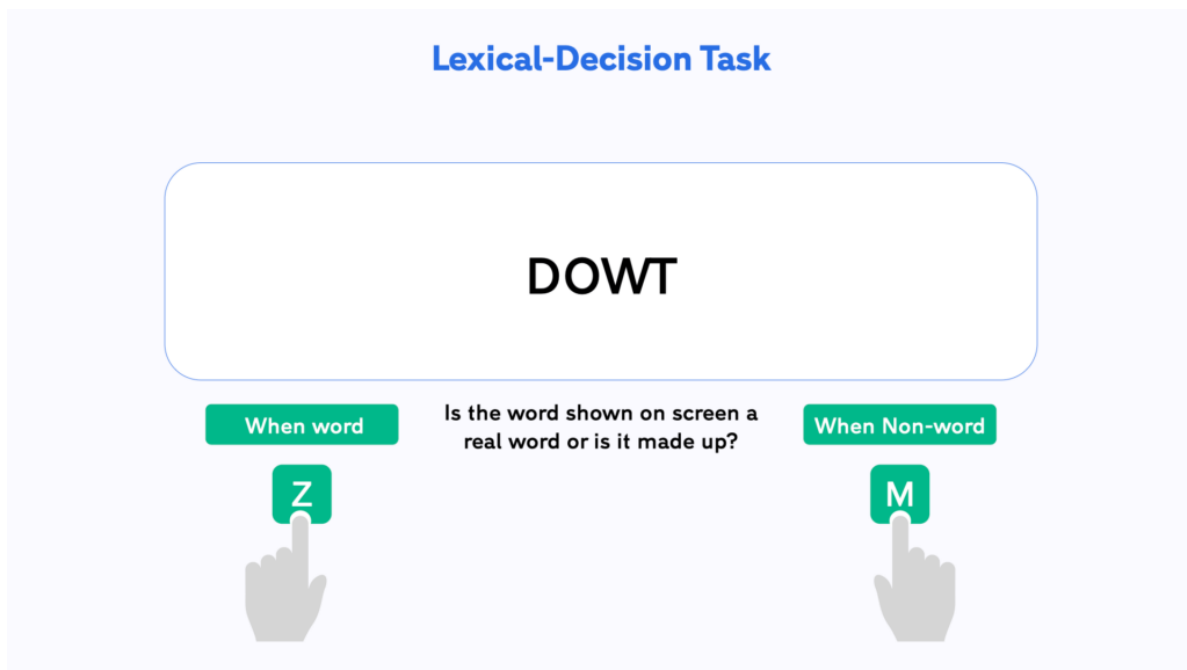 Lexical-Decision Task
DOWT
When word
Is the word shown on screen a
real word or is it made up?
When Non-word
Z
M